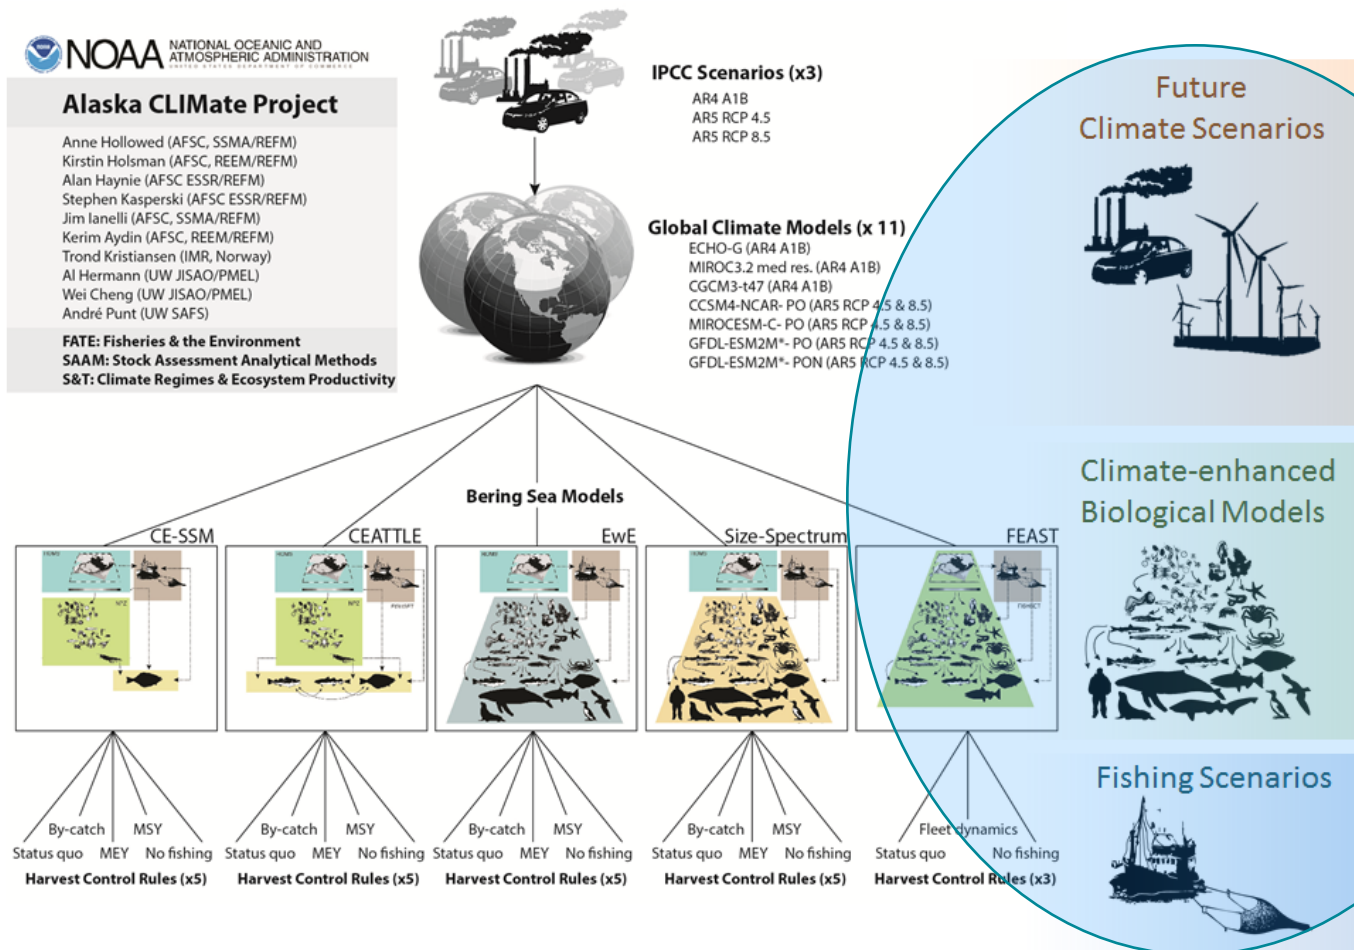 NOAA
NATIONAL OCEANIC AND
ATMOSPHERIC ADMINISTRATION
UNITED STATES DEPARTMENT OF COMMERCE
Alaska CLIMate Project
Anne Hollowed (AFSC, SSMA/REFM)
Kirstin Holsman (AFSC, REEM/REFM)
Alan Haynie (AFSC ESSR/REFM)
Stephen Kasperski (AFSC ESSR/REFM)
Jim Ianelli (AFSC, SSMA/REFM)
Kerim Aydin (AFSC, REEM/REFM)
Trond Kristiansen (IMR, Norway)
Al Hermann (UW JISAO/PMEL)
Wei Cheng (UW JISAO/PMEL)
André Punt (UW SAFS)
FATE: Fisheries & the Environment
SAAM: Stock Assessment Analytical Methods
S&T: Climate Regimes & Ecosystem Productivity
IPCC Scenarios (x3)
AR4 A1B
AR5 RCP 4.5
AR5 RCP 8.5
Global Climate Models (x 11)
ECHO-G (AR4 A1B)
MIROC3.2 med res. (AR4 A1B)
CGCM3-t47 (AR4 A1B)
CCSM4-NCAR- PO (AR5 RCP 4.5 & 8.5)
MIROCESM-C- PO (AR5 RCP 4.5 & 8.5)
GFDL-ESM2M*- PO (AR5 RCP 4.5 & 8.5)
GFDL-ESM2M*- PON (AR5 RCP 4.5 & 8.5)
Future
Climate Scenarios
Climate-enhanced
Biological Models
Fishing Scenarios
Bering Sea Models
CE-SSM
CEATTLE
EwE
Size-Spectrum
FEAST
NPZ
NPZ
By-catch MSY
Status quo MEY No fishing
Harvest Control Rules (x5)
By-catch MSY
Status quo MEY No fishing
Harvest Control Rules (x5)
By-catch MSY
Status quo MEY No fishing
Harvest Control Rules (x5)
By-catch MSY
Status quo MEY No fishing
Harvest Control Rules (x5)
Fleet dynamics
Status quo No fishing
Harvest Control Rules (x3)